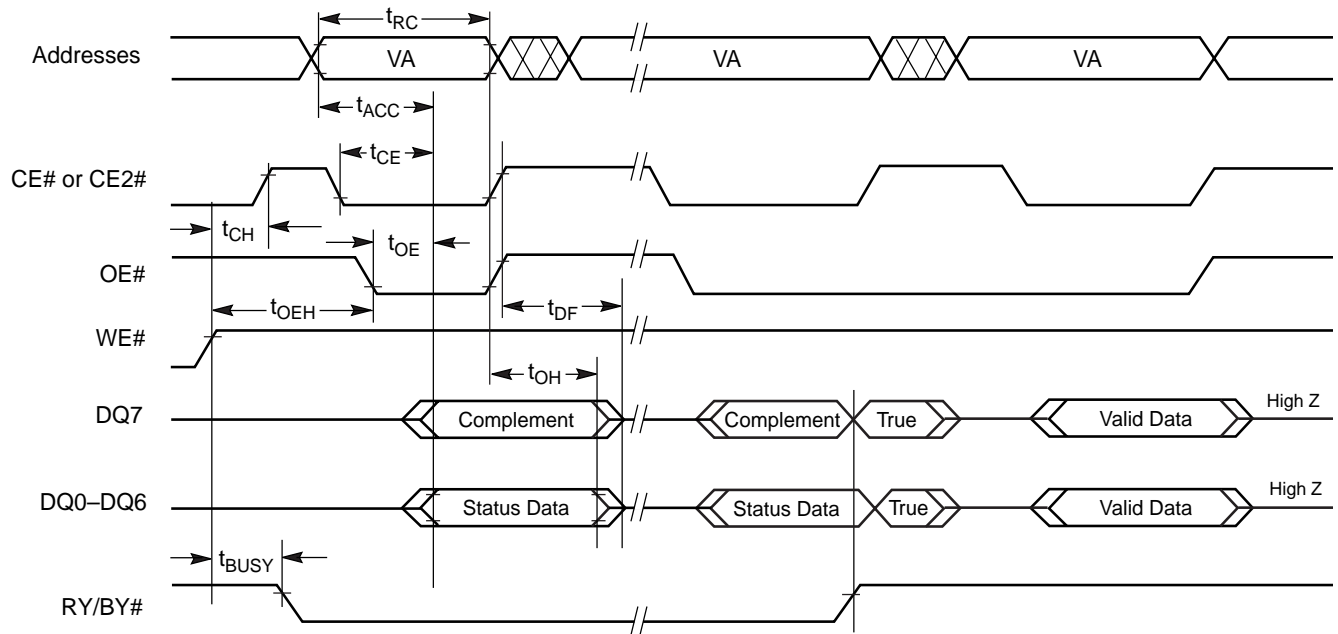 tRC
Addresses VA VA VA
tACC
tCE
CE# or CE2#
tCH tOE
OE#
tOEH tDF
WE#
tOH
DQ7 Complement Complement True Valid Data High Z
DQ0–DQ6 Status Data Status Data True Valid Data High Z
tBUSY
RY/BY#